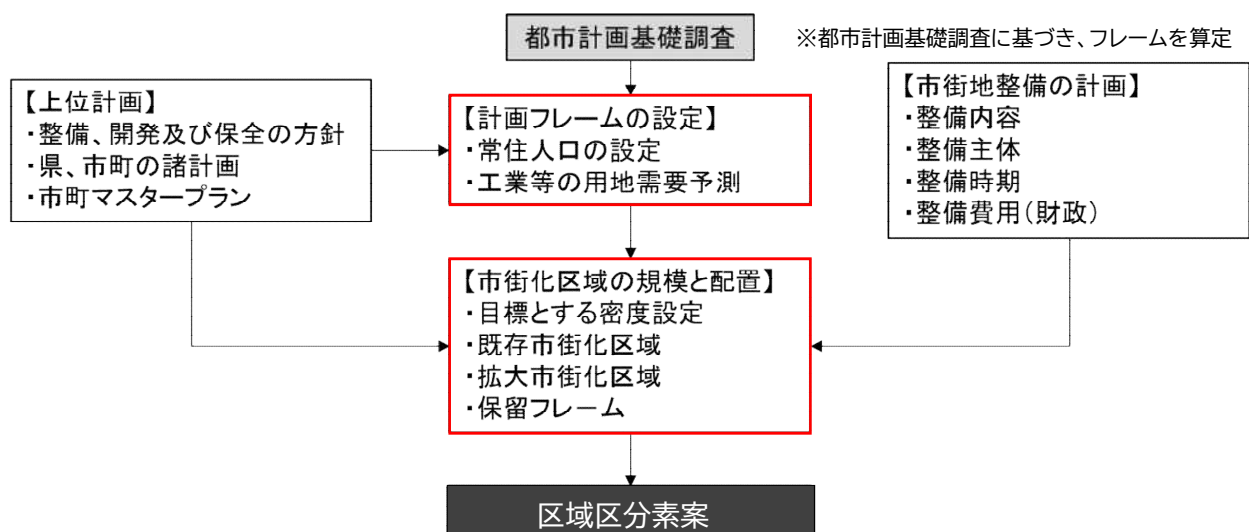 都市計画基礎調査
※都市計画基礎調査に基づき、フレームを算定
【上位計画】
・整備、開発及び保全の方針
・県、市町の諸計画
・市町マスタープラン
【計画フレームの設定】
・常住人口の設定
・工業等の用地需要予測
【市街地整備の計画】
・整備内容
・整備主体
・整備時期
・整備費用(財政)
【市街化区域の規模と配置】
・目標とする密度設定
・既存市街化区域
・拡大市街化区域
・保留フレーム
区域区分素案